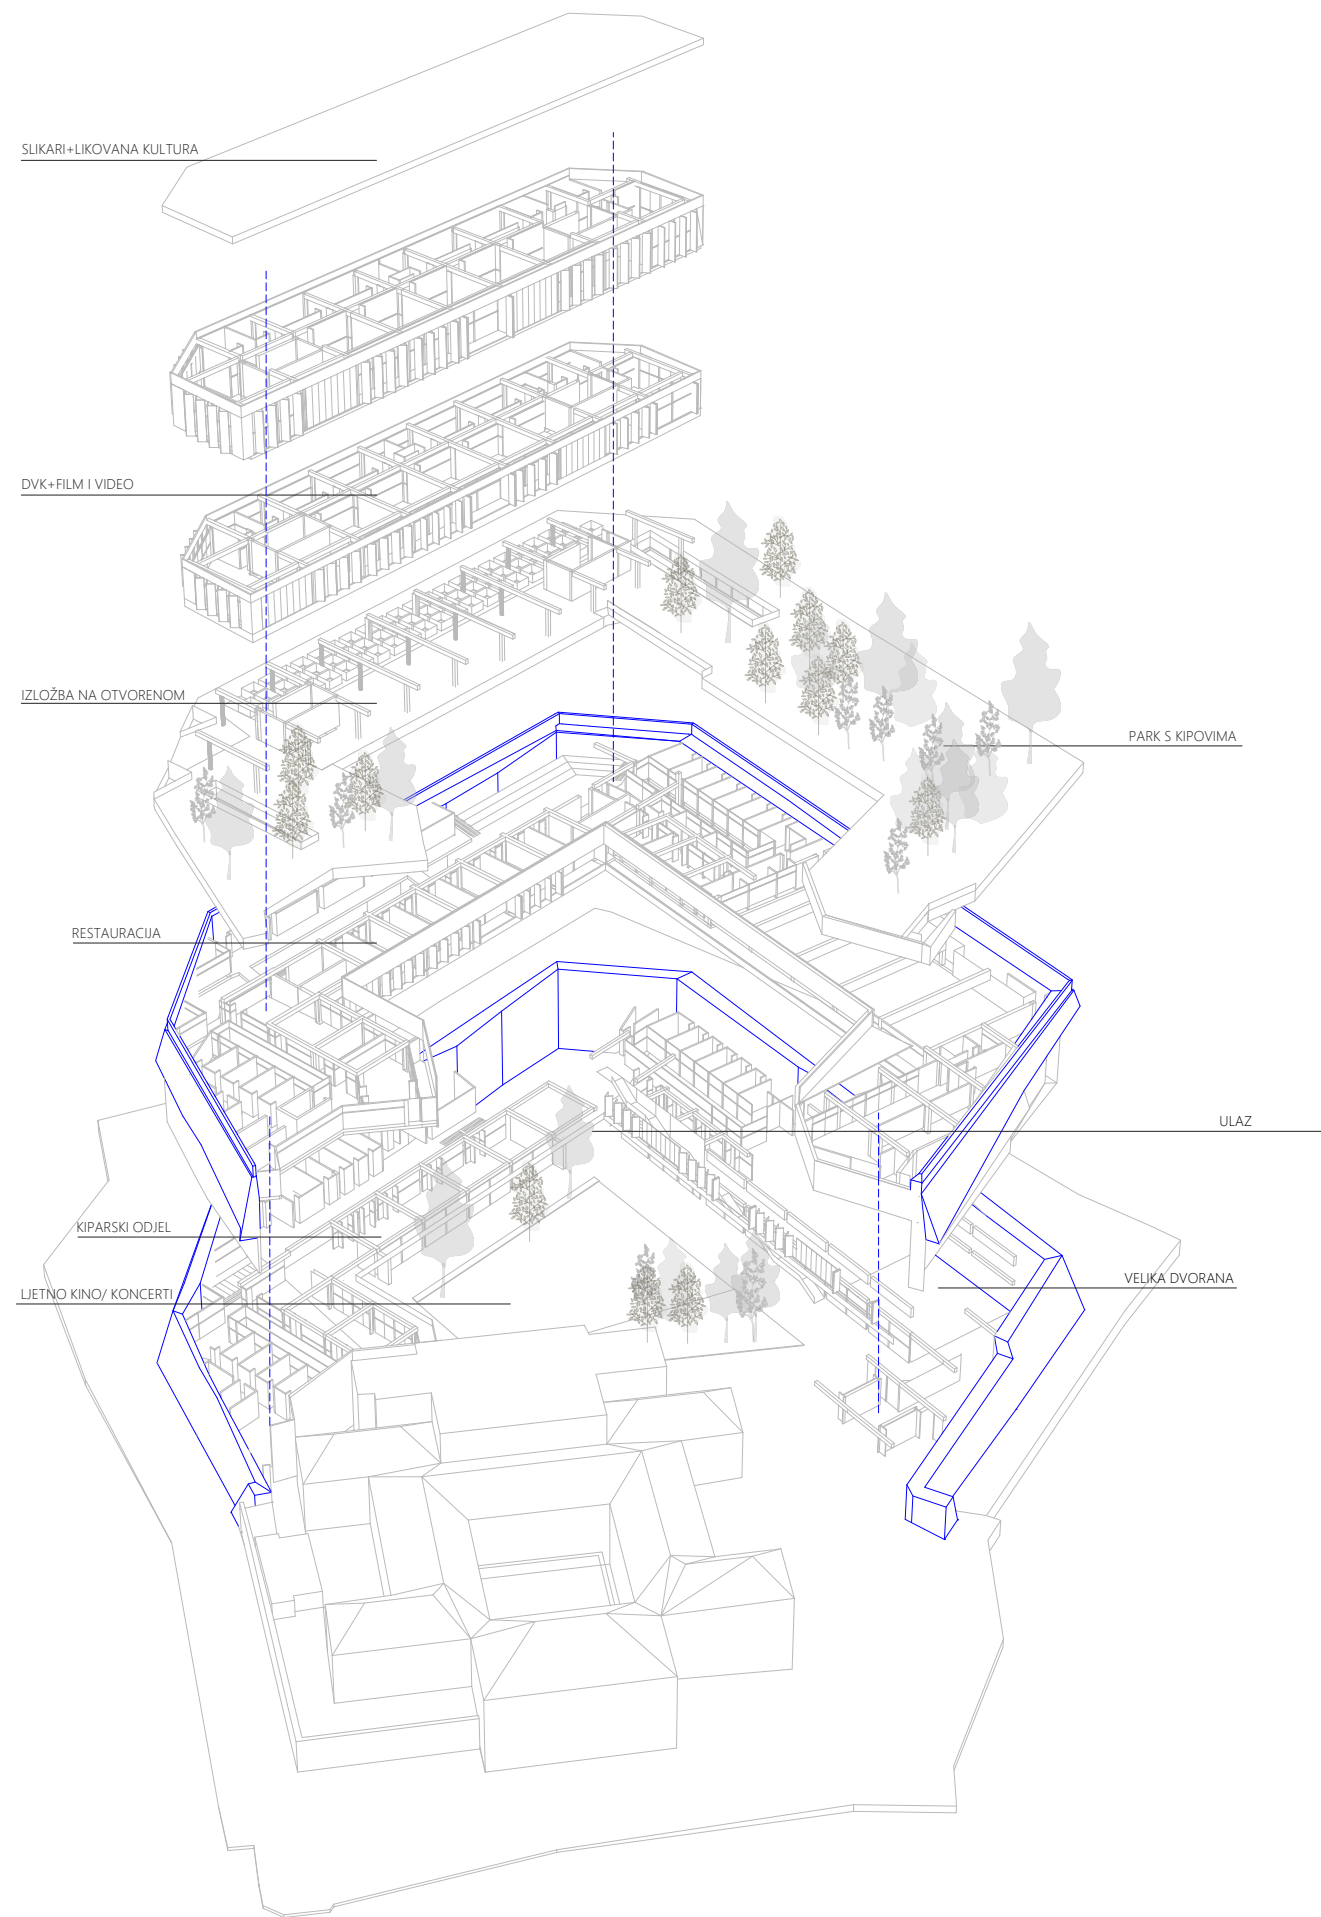 SLIKARI+LIKOVANA KULTURA
DVK+FILM I VIDEO
IZLOŽBA NA OTVORENOM
PARK S KIPOVIMA
RESTAURACIJA
ULAZ
KIPARSKI ODJEL
VELIKA DVORANA
LJETNO KINO/ KONCERTI